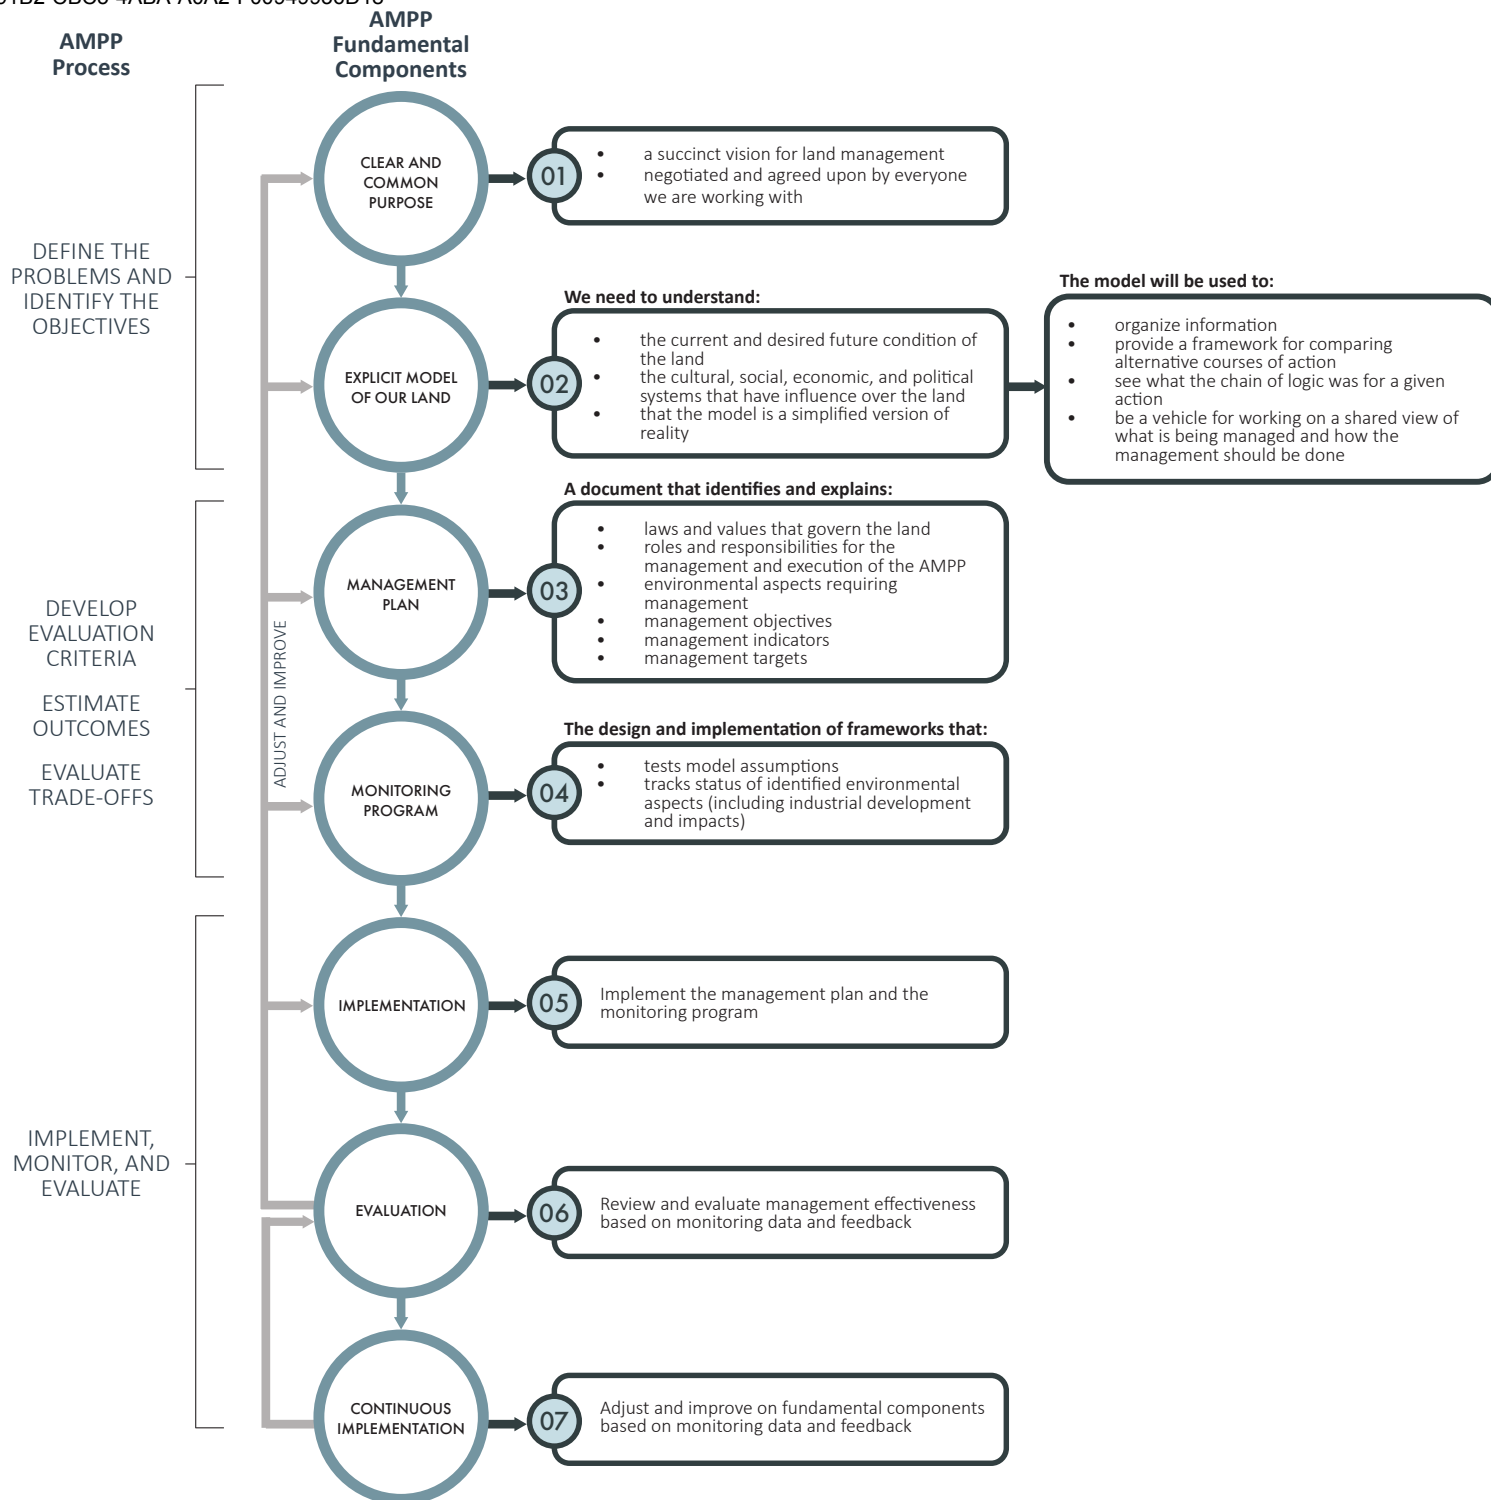 AMPP
Process
AMPP
Fundamental
Components
DEFINE THE
PROBLEMS AND
IDENTIFY THE
OBJECTIVES
CLEAR AND
COMMON
PURPOSE
01
• a succinct vision for land management
• negotiated and agreed upon by everyone
we are working with
EXPLICIT MODEL
OF OUR LAND
02
We need to understand:
• the current and desired future condition of
the land
• the cultural, social, economic, and political
systems that have influence over the land
• that the model is a simplified version of
reality
The model will be used to:
• organize information
• provide a framework for comparing
alternative courses of action
• see what the chain of logic was for a given
action
• be a vehicle for working on a shared view of
what is being managed and how the
management should be done
DEVELOP
EVALUATION
CRITERIA
ESTIMATE
OUTCOMES
EVALUATE
TRADE-OFFS
ADJUST AND IMPROVE
MANAGEMENT
PLAN
03
A document that identifies and explains:
• laws and values that govern the land
• roles and responsibilities for the
management and execution of the AMPP
• environmental aspects requiring
management
• management objectives
• management indicators
• management targets
MONITORING
PROGRAM
04
The design and implementation of frameworks that:
• tests model assumptions
• tracks status of identified environmental
aspects (including industrial development
and impacts)
IMPLEMENT,
MONITOR, AND
EVALUATE
IMPLEMENTATION
05
Implement the management plan and the
monitoring program
EVALUATION
06
Review and evaluate management effectiveness
based on monitoring data and feedback
CONTINUOUS
IMPLEMENTATION
07
Adjust and improve on fundamental components
based on monitoring data and feedback